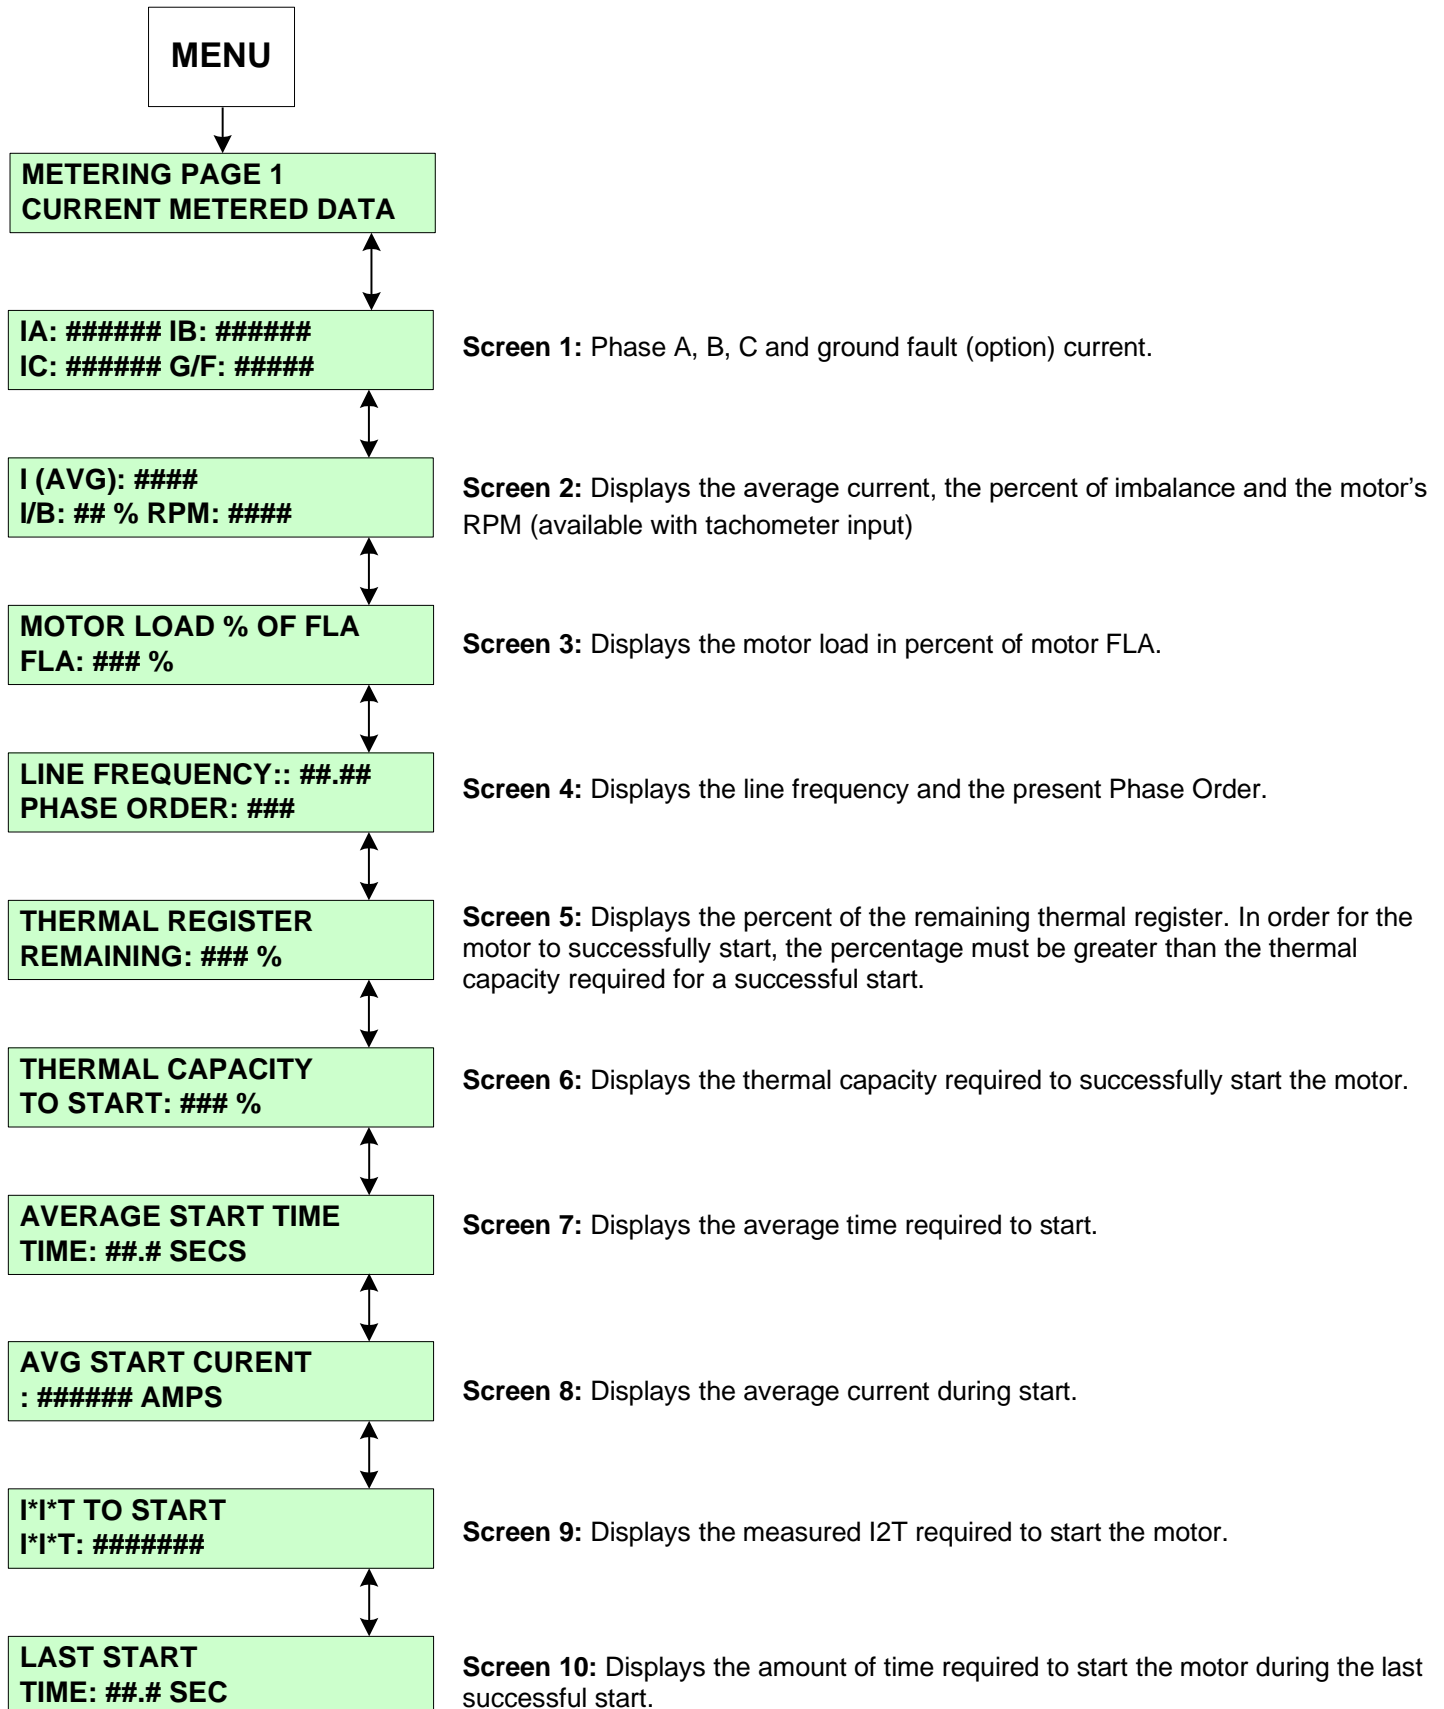 MENU
METERING PAGE 1
CURRENT METERED DATA
IA: ###### IB: ######
IC: ###### G/F: #####
Screen 1: Phase A, B, C and ground fault (option) current.
I (AVG): ####
I/B: ## % RPM: ####
Screen 2: Displays the average current, the percent of imbalance and the motor’s
RPM (available with tachometer input)
MOTOR LOAD % OF FLA
FLA: ### %
Screen 3: Displays the motor load in percent of motor FLA.
LINE FREQUENCY:: ##.##
PHASE ORDER: ###
Screen 4: Displays the line frequency and the present Phase Order.
THERMAL REGISTER
REMAINING: ### %
Screen 5: Displays the percent of the remaining thermal register. In order for the
motor to successfully start, the percentage must be greater than the thermal
capacity required for a successful start.
THERMAL CAPACITY
TO START: ### %
Screen 6: Displays the thermal capacity required to successfully start the motor.
AVERAGE START TIME
TIME: ##.# SECS
Screen 7: Displays the average time required to start.
AVG START CURENT
: ###### AMPS
Screen 8: Displays the average current during start.
I*I*T TO START
I*I*T: #######
Screen 9: Displays the measured I2T required to start the motor.
LAST START
TIME: ##.# SEC
Screen 10: Displays the amount of time required to start the motor during the last
successful start.